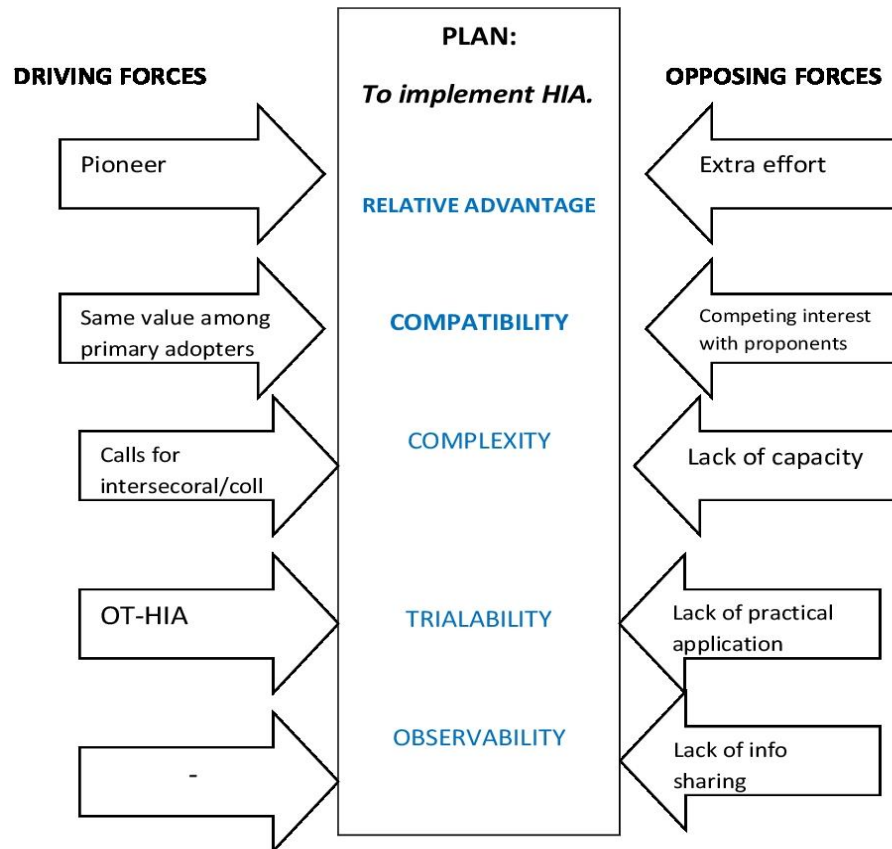 PLAN:
To implement HIA.
DRIVING FORCES
OPPOSING FORCES
Pioneer
RELATIVE ADVANTAGE
Extra effort
Same value among
primary adopters
COMPATIBILITY
Competing interest
with proponents
Calls for
intersecoral/coll
COMPLEXITY
Lack of capacity
OT-HIA
TRIALABILITY
Lack of practical
application
-
OBSERVABILITY
Lack of info
sharing